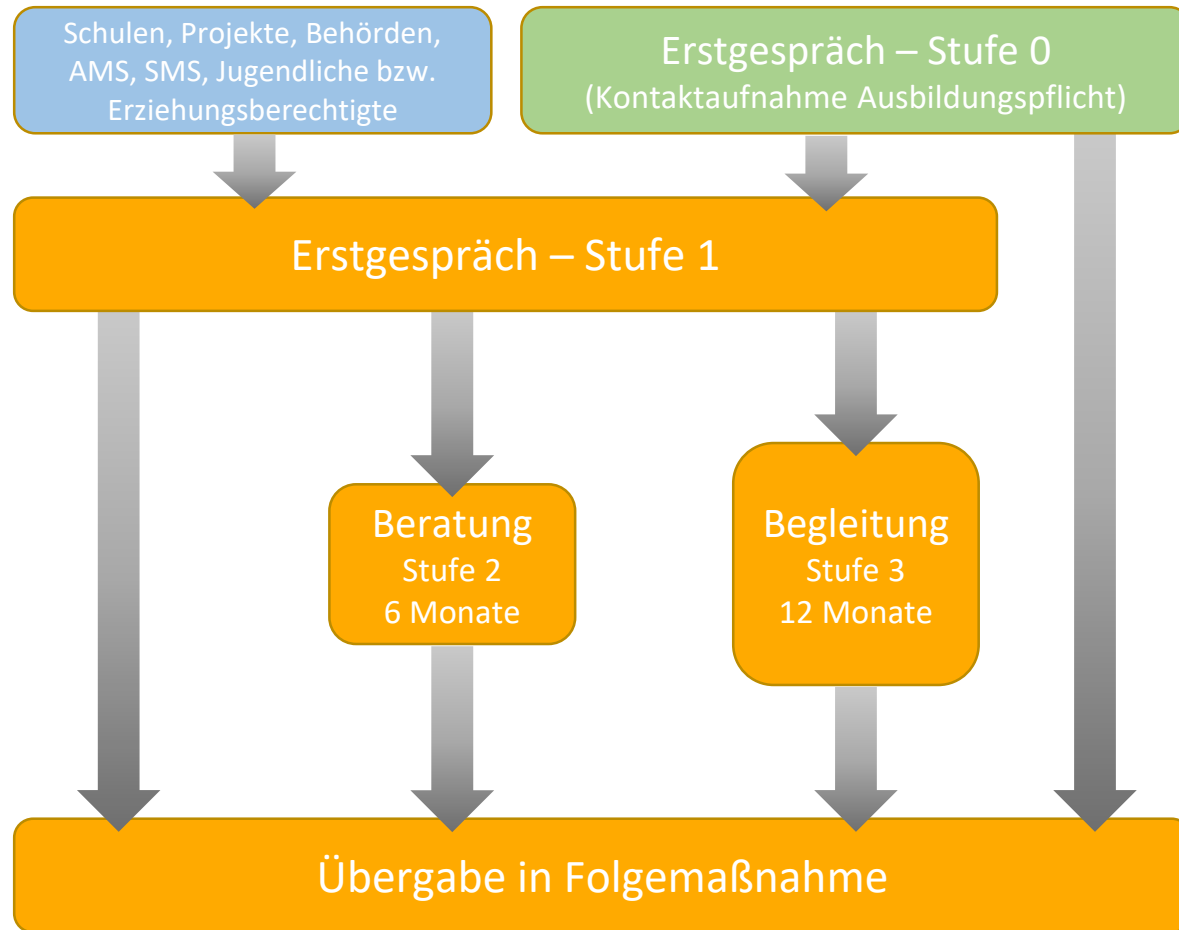 Schulen, Projekte, Behörden,
AMS, SMS, Jugendliche bzw.
Erziehungsberechtigte
Erstgespräch – Stufe 0
(Kontaktaufnahme Ausbildungspflicht)
Erstgespräch – Stufe 1
Beratung
Stufe 2
6 Monate
Begleitung
Stufe 3
12 Monate
Übergabe in Folgemaßnahme